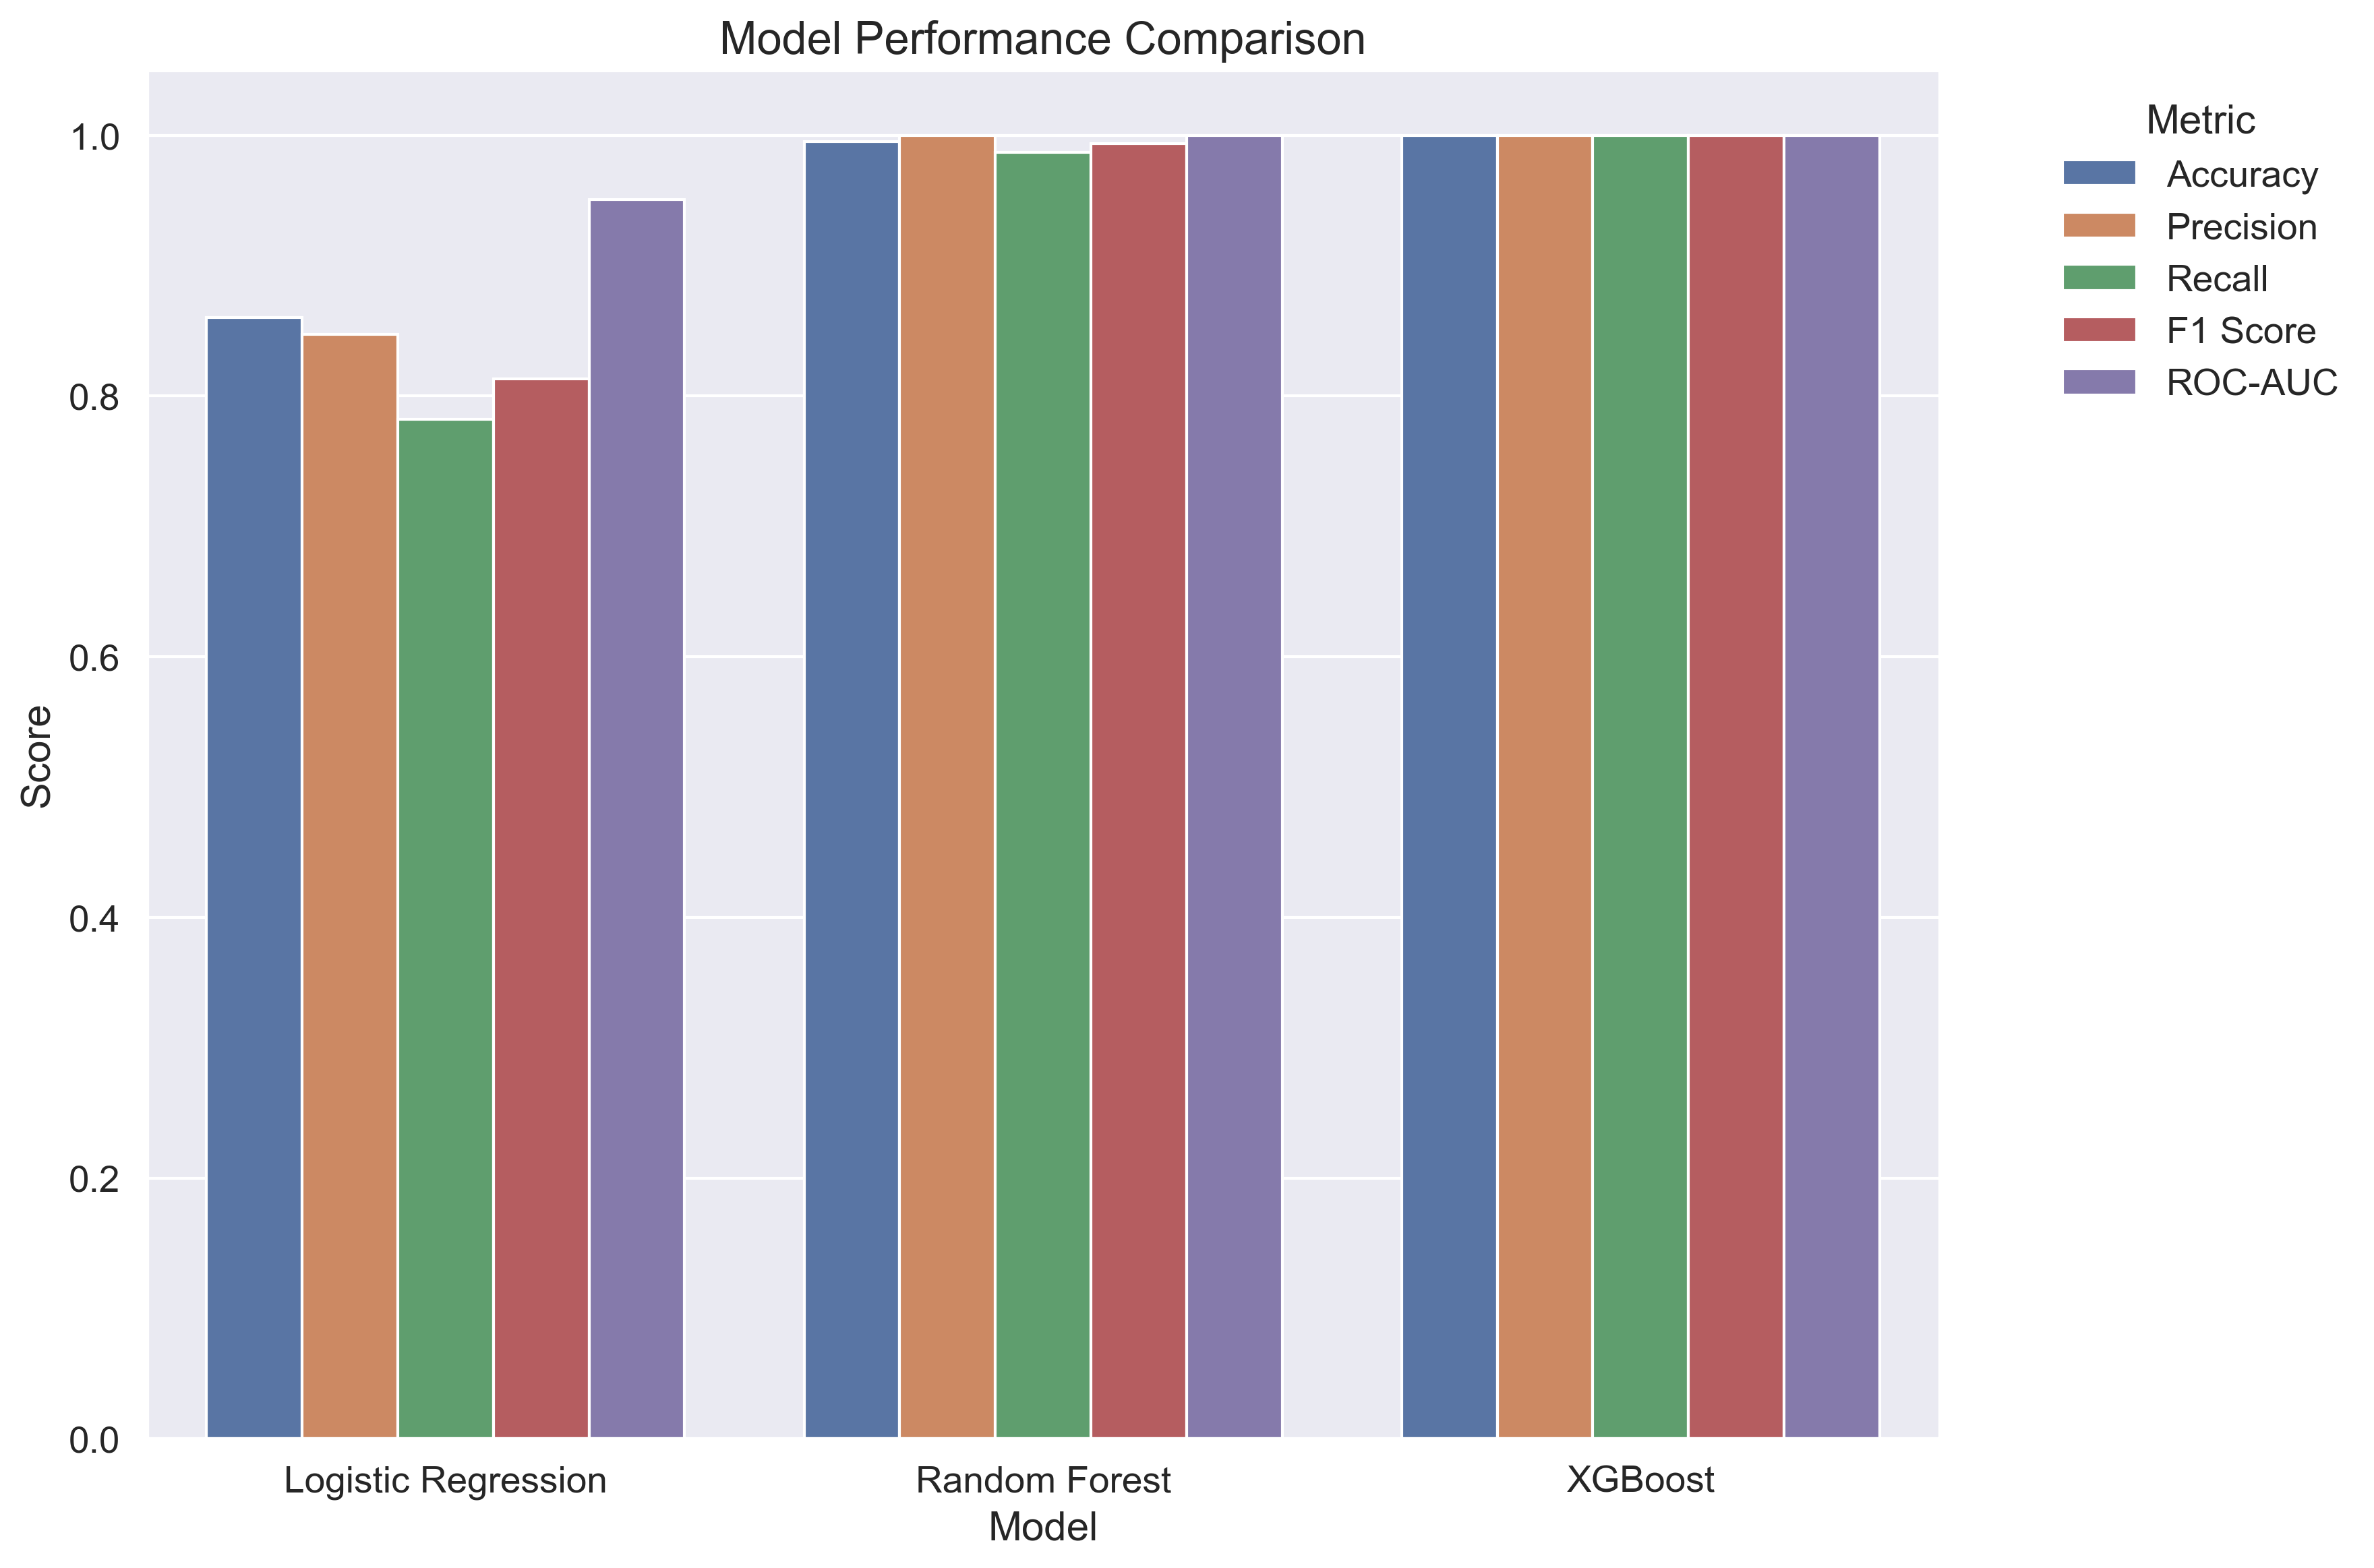 Model Performance Comparison
Metric
Accuracy
Precision
Recall
F1 Score
ROC-AUC
Score
1.0
0.8
0.6
0.4
0.2
0.0
Logistic Regression
Random Forest
XGBoost
Model